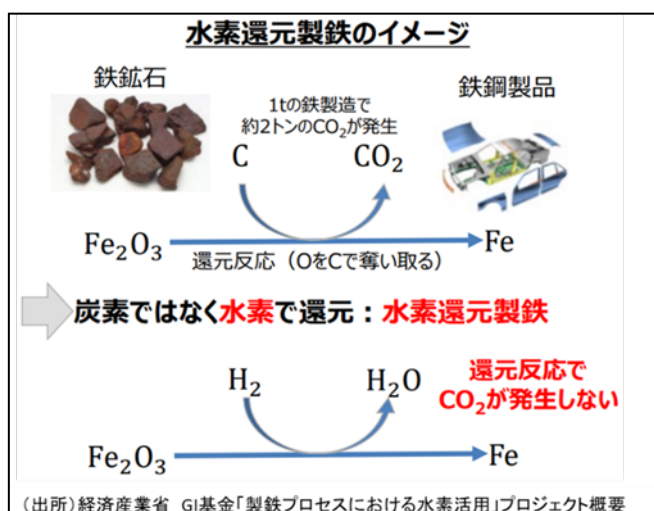 水素還元製鉄のイメージ
鉄鉱石
鉄鋼製品
1tの鉄製造で
約2トンのCO₂が発生
C
CO₂
Fe₂O₃
Fe
還元反応（OをCで奪い取る）
炭素ではなく水素で還元：水素還元製鉄
H₂
H₂O
還元反応で
CO₂が発生しない
Fe₂O₃
Fe
（出所）経済産業省 GI基金「製鉄プロセスにおける水素活用」プロジェクト概要